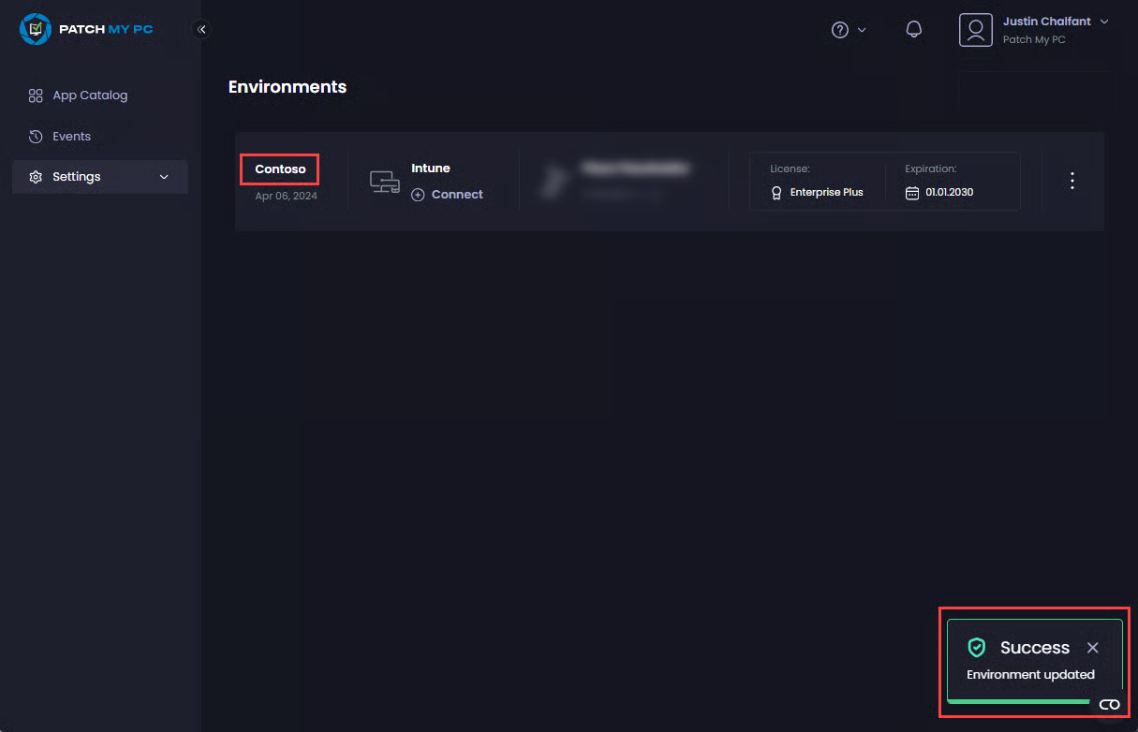 PATCH MY PC
Justin Chalfant
Patch My PC
App Catalog
Events
Settings
Environments
Contoso
Apr 06, 2024
Intune
Connect
License:
Enterprise Plus
Expiration:
01.01.2030
Success
Environment updated